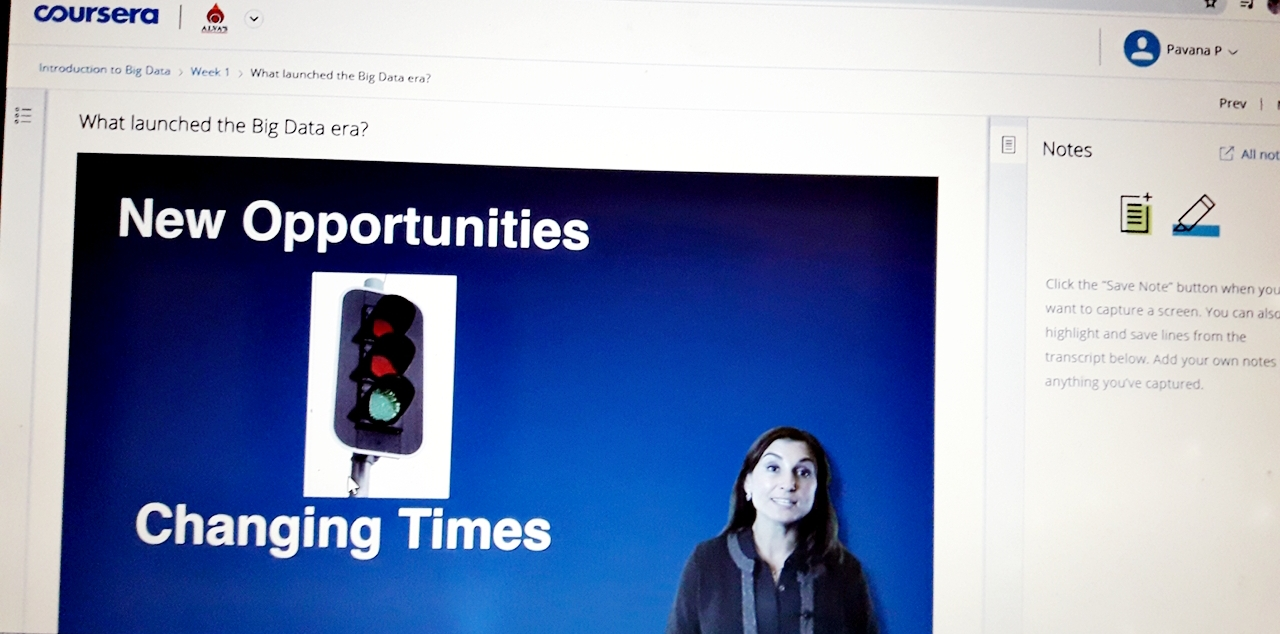 coursera
ALVA'S
Pavana P
Introduction to Big Data > Week 1 > What launched the Big Data era?
Prev |
What launched the Big Data era?
Notes
All
New Opportunities
Click the "Save Note" button when you
want to capture a screen. You can also
highlight and save lines from the
transcript below. Add your own notes
anything you've captured.
Changing Times